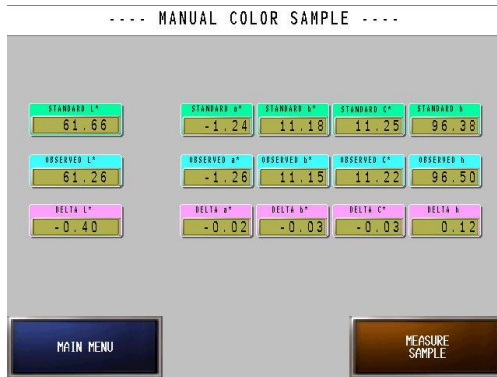 ---- MANUAL COLOR SAMPLE ----
STANDARD L* STANDARD a* STANDARD b* STANDARD C* STANDARD h
61.66 -1.24 11.18 11.25 96.38
OBSERVED L* OBSERVED a* OBSERVED b* OBSERVED C* OBSERVED h
61.26 -1.26 11.15 11.22 96.50
DELTA L* DELTA a* DELTA b* DELTA C* DELTA h
-0.40 -0.02 -0.03 -0.03 0.12
MAIN MENU
MEASURE
SAMPLE